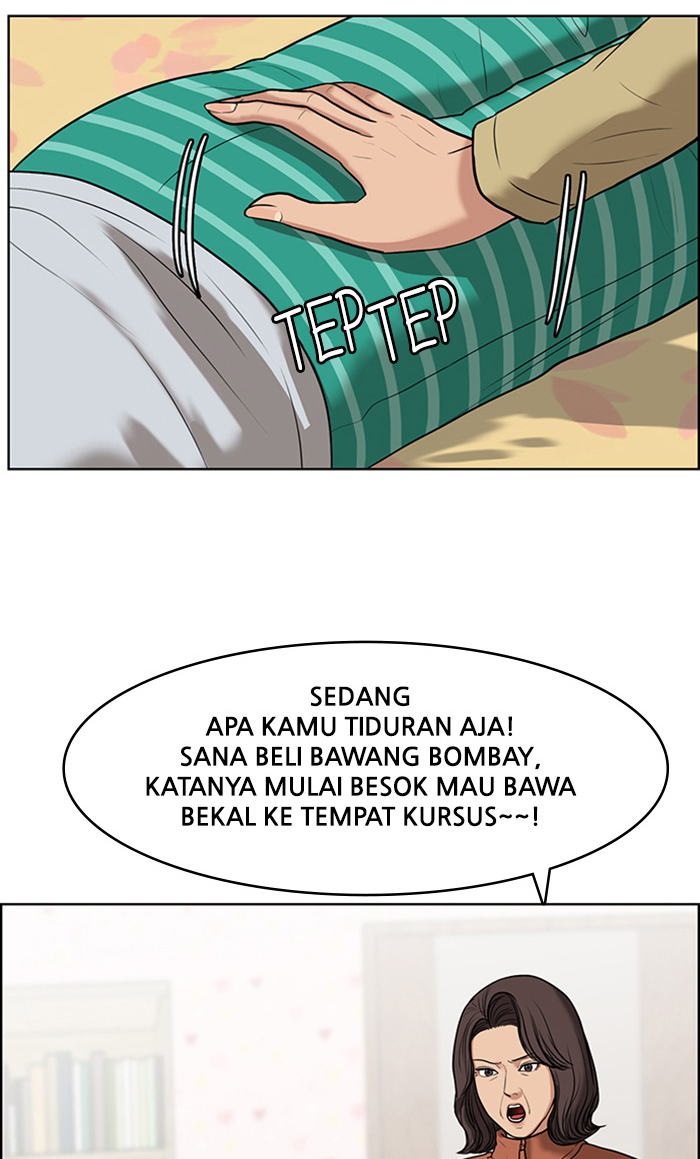 TEPTEP
SEDANG
APA KAMU TIDURAN AJA!
SANA BELI BAWANG BOMBAY,
KATANYA MULAI BESOK MAU BAWA
BEKAL KE TEMPAT KURSUS~~!